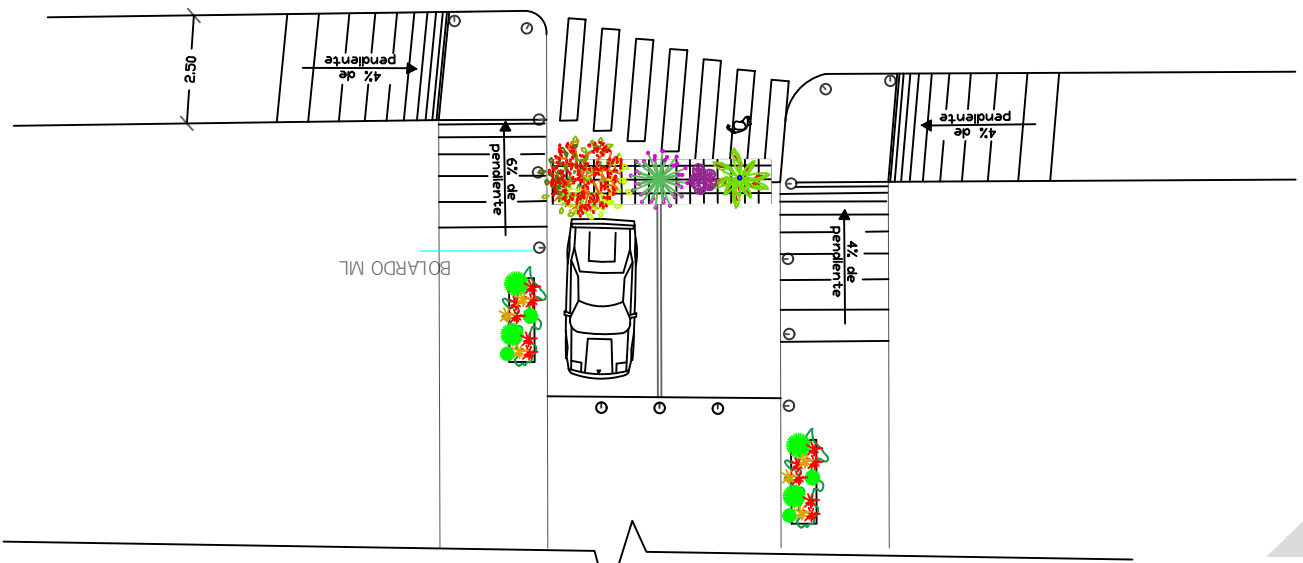 2.50
4% de
pendiente
6% de
pendiente
4% de
pendiente
4% de
pendiente
BOLARDO ML